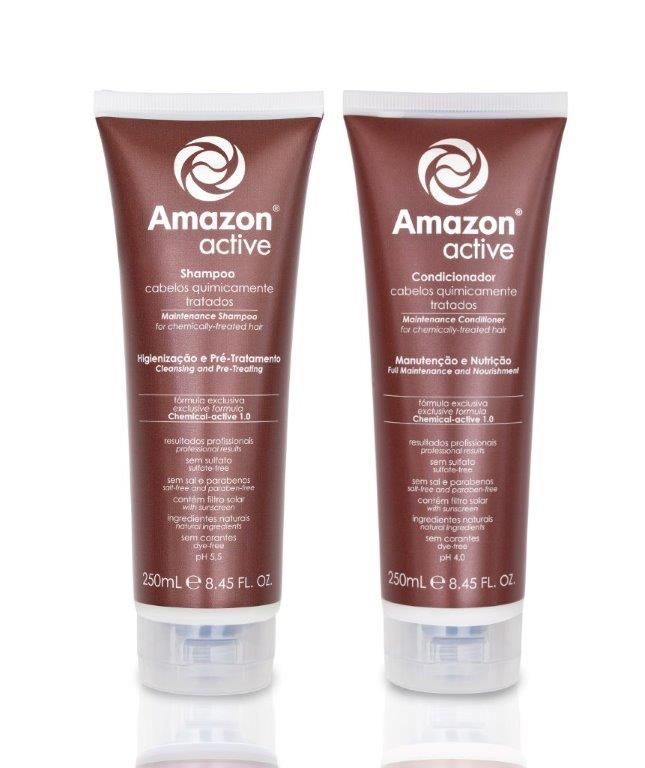 Amazon®
active
Shampoo
cabelos quimicamente
tratados
Maintenance Shampoo
for chemically-treated hair
Higienização e Pré-Tratamento
Cleansing and Pre-Treating
fórmula exclusiva
exclusive formula
Chemical-active 1.0
resultados profissionais
professional results
sem sulfato
sulfate-free
sem sal e parabenos
salt-free and paraben-free
contém filtro solar
with sunscreen
ingredientes naturais
natural ingredients
sem corantes
dye-free
pH 5,5
250mL ℮ 8.45 FL. OZ.
Amazon®
active
Condicionador
cabelos quimicamente
tratados
Maintenance Conditioner
for chemically-treated hair
Manutenção e Nutrição
Full Maintenance and Nourishment
fórmula exclusiva
exclusive formula
Chemical-active 1.0
resultados profissionais
professional results
sem sulfato
sulfate-free
sem sal e parabenos
salt-free and paraben-free
contém filtro solar
with sunscreen
ingredientes naturais
natural ingredients
sem corantes
dye-free
pH 4,0
250mL ℮ 8.45 FL. OZ.